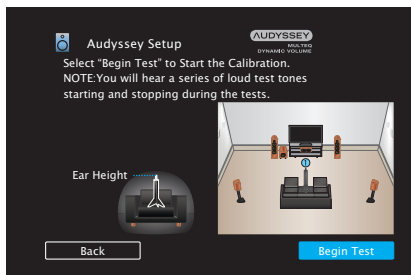 Audyssey Setup
AUDYSSEY
MULTEQ
DYNAMIC VOLUME
Select “Begin Test” to Start the Calibration.
NOTE:You will hear a series of loud test tones
starting and stopping during the tests.
1
Ear Height
Back
Begin Test